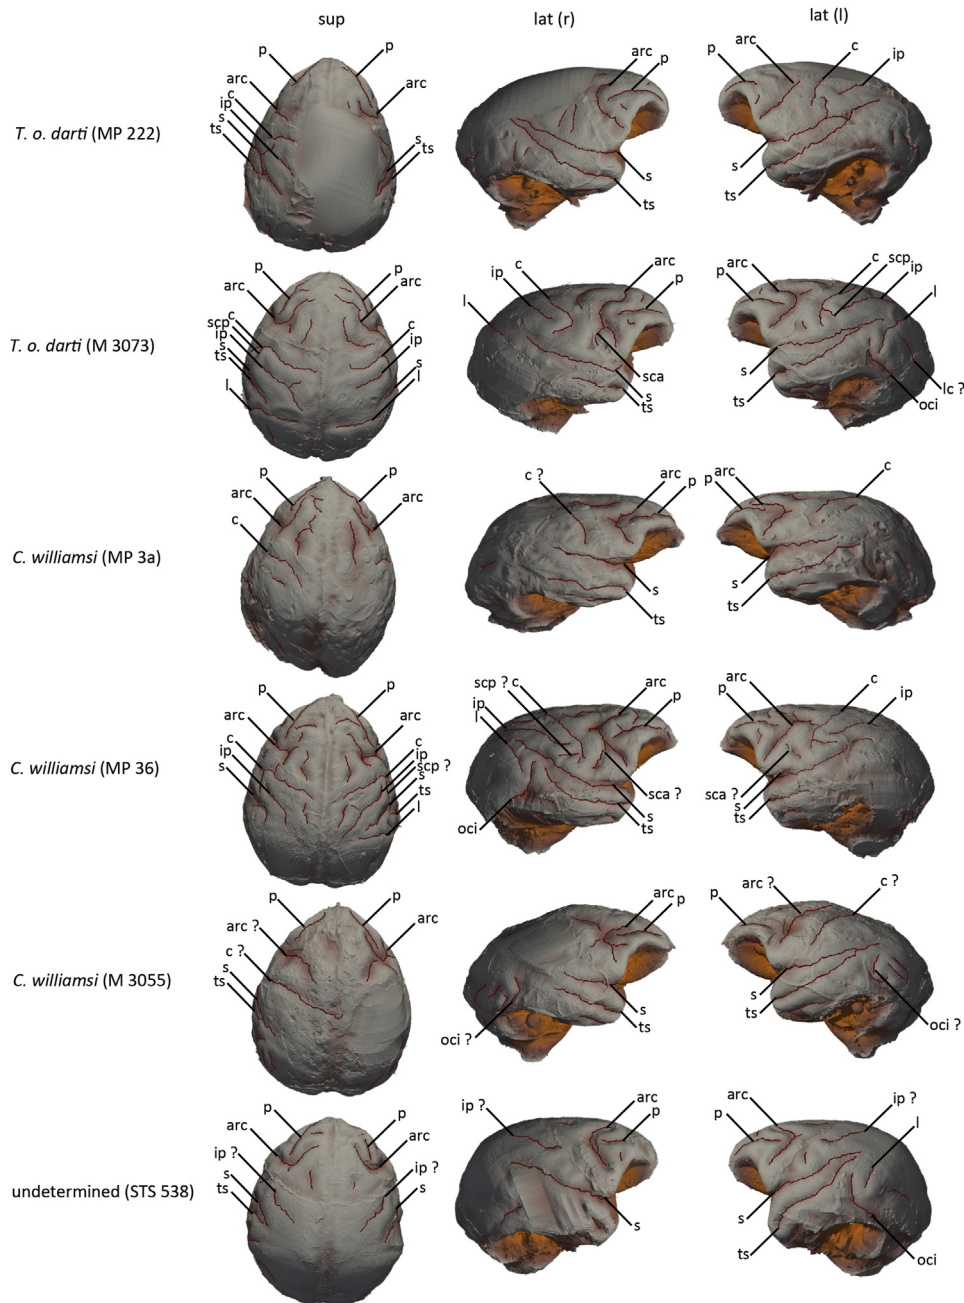 sup lat (r) lat (l)
p p arc c
arc p arc p ip
arc arc
c
ip
s
ts
T. o. darti (MP 222)
s
ts
s s
ts ts
p p c arc c scp
arc arc ip p arc ip
p l
c l
scp c
ip ip
T. o. darti (M 3073)
s s
ts l
l
sca
s s
ts ts
oci
lc ?
p p c ? arc arc c
arc arc p p
c
C. williamsi (MP 3a)
s s
ts ts
p p scp ? c arc arc c
ip p p ip
l
arc arc
c c
ip ip
C. williamsi (MP 36)
s scp ?
s
ts
l
sca ? sca ?
oci s s
ts ts
p p arc arc ? c ?
arc ? arc p p
c ?
C. williamsi (M 3055)
s
ts
s s
ts ts
oci ? oci ?
p p ip ? arc arc ip ?
arc arc p p l
ip ? ip ?
undetermined (STS 538)
s s
ts
s s
ts oci